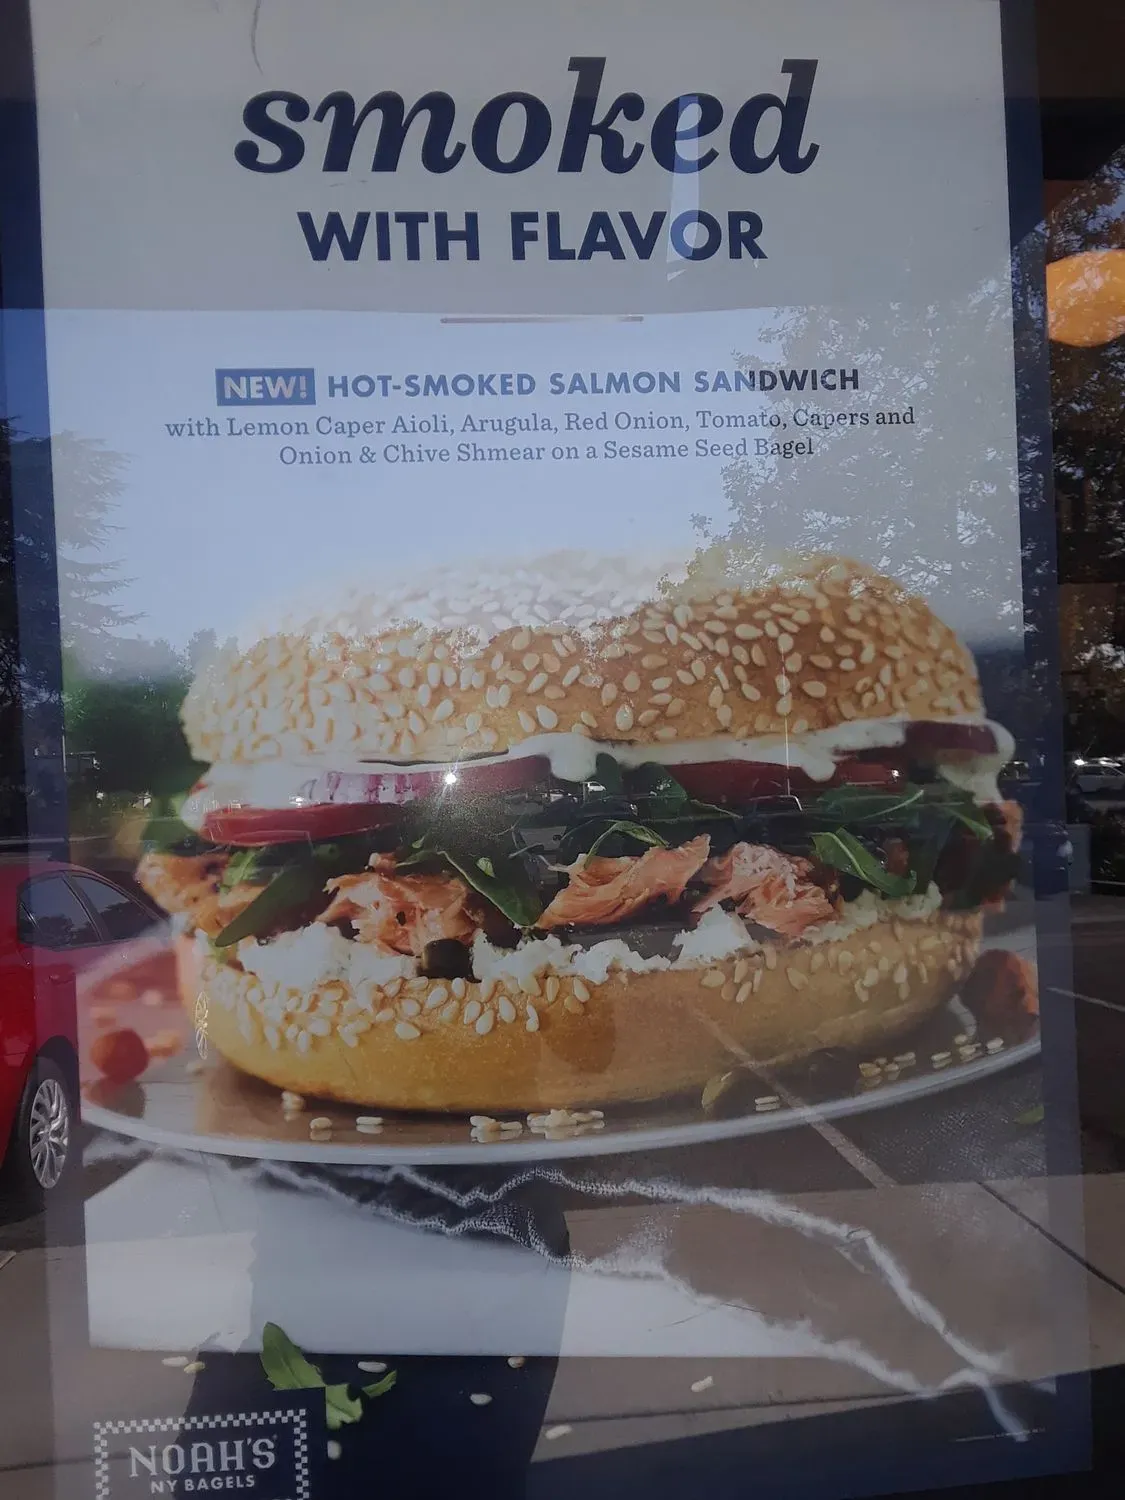 smoked
WITH FLAVOR
NEW! HOT-SMOKED SALMON SANDWICH
with Lemon Caper Aioli, Arugula, Red Onion, Tomato, Capers and
Onion & Chive Shmear on a Sesame Seed Bagel
NOAH'S
NY BAGELS